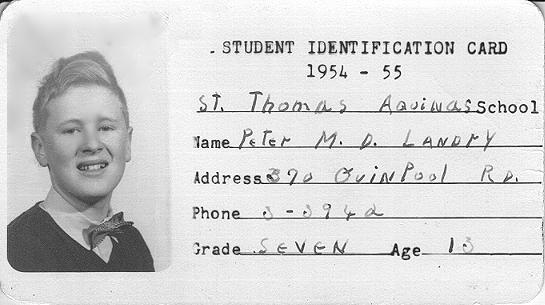 STUDENT IDENTIFICATION CARD
1954 - 55
ST. Thomas Aquinas School
Name PeTer M. D. LANDRY
Address 370 QuinPool RD.
Phone 3-3942
Grade SEVEN Age 13